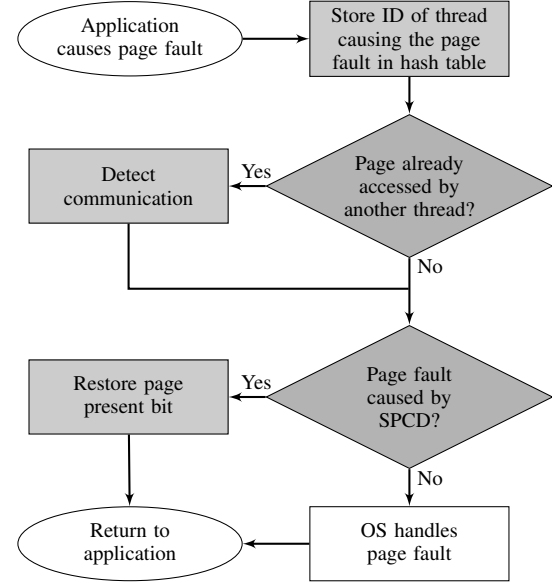 Application
causes page fault
Store ID of thread
causing the page
fault in hash table
Page already
accessed by
another thread?
Yes
Detect
communication
No
Page fault
caused by
SPCD?
Yes
Restore page
present bit
No
OS handles
page fault
Return to
application